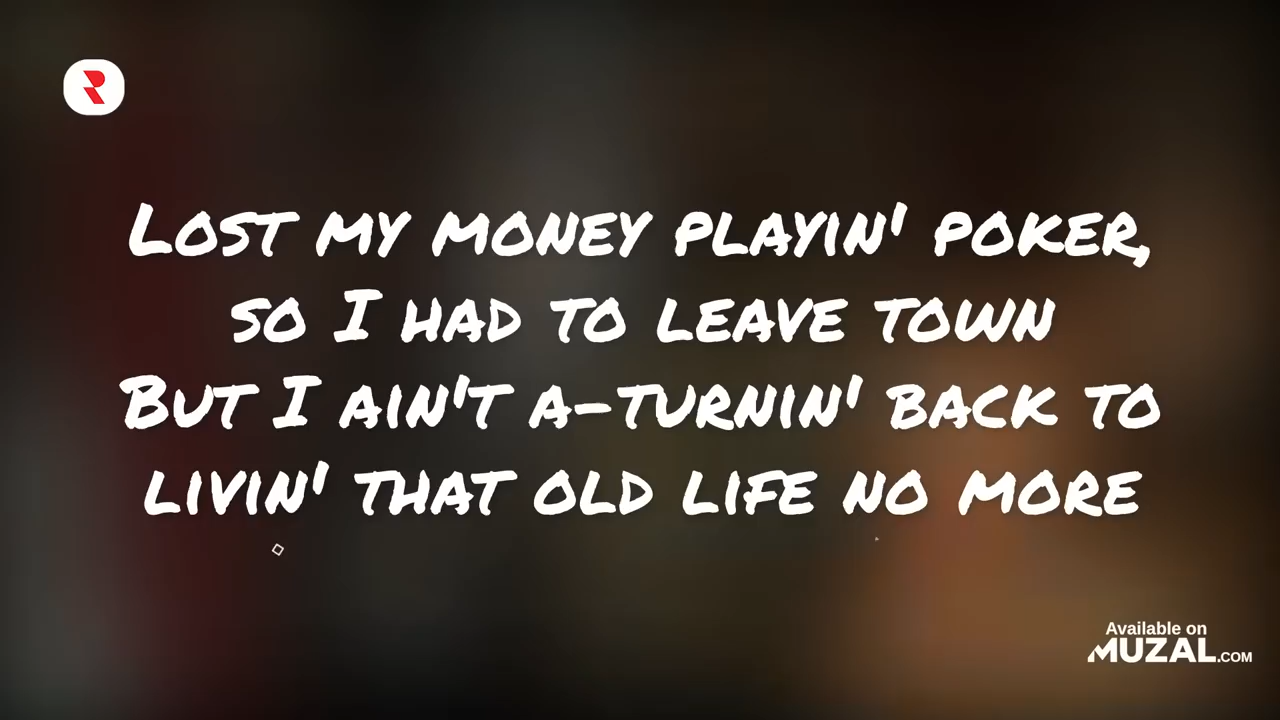 Lost my money playin' poker,
so I had to leave town
But I ain't a-turnin' back to
livin' that old life no more
Available on
MUZAL.COM